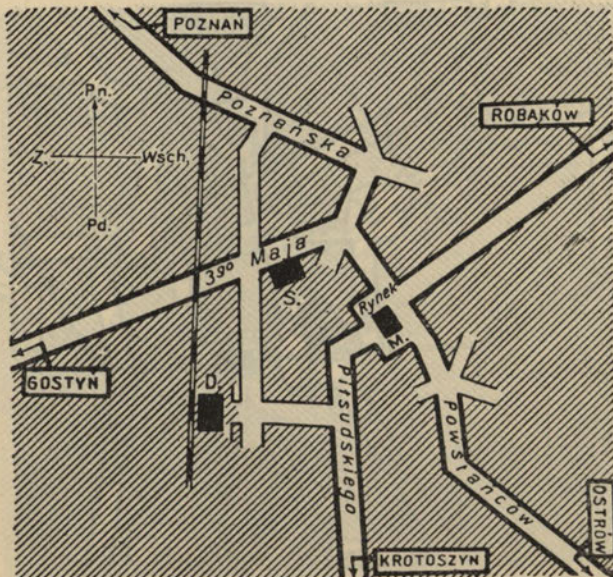 POZNAŃ
Pn.
Z. Wsch.
Pd.
Poznańska
ROBAKÓW
3go Maja
S.
Rynek
M.
GOSTYŃ
D.
Piłsudskiego
Powstańców
OSTRÓW
KROTOSZYN